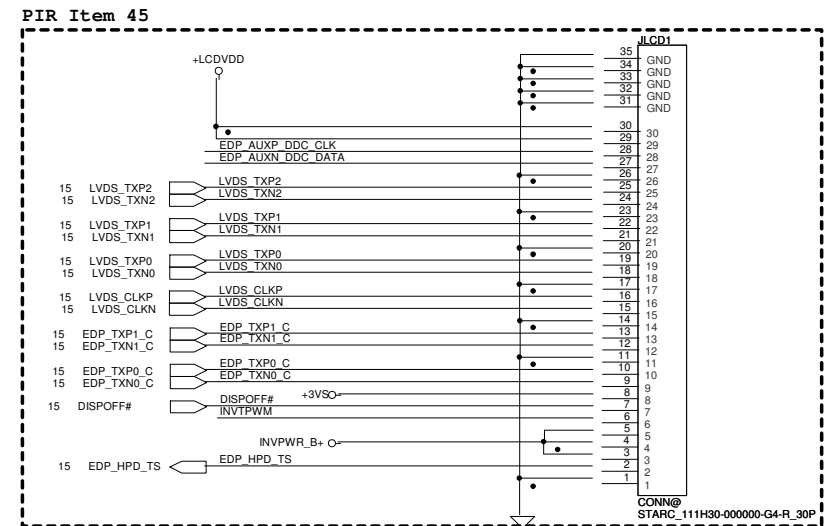 PIR Item 45
JLCD1
+LCDVDD
35
GND
34
GND
33
GND
32
GND
31
GND
30
30
29
29
EDP_AUXP_DDC_CLK
28
28
EDP_AUXN_DDC_DATA
27
27
26
26
15 LVDS_TXP2 LVDS_TXP2
25
25
15 LVDS_TXN2 LVDS_TXN2
24
24
23
23
15 LVDS_TXP1 LVDS_TXP1
22
22
15 LVDS_TXN1 LVDS_TXN1
21
21
20
20
15 LVDS_TXP0 LVDS_TXP0
19
19
15 LVDS_TXN0 LVDS_TXN0
18
18
17
17
15 LVDS_CLKP LVDS_CLKP
16
16
15 LVDS_CLKN LVDS_CLKN
15
15
14
14
15 EDP_TXP1_C EDP_TXP1_C
13
13
15 EDP_TXN1_C EDP_TXN1_C
12
12
11
11
15 EDP_TXP0_C EDP_TXP0_C
10
10
15 EDP_TXN0_C EDP_TXN0_C
9
9
+3VS
8
8
15 DISPOFF# DISPOFF#
7
7
INVTPWM
6
6
5
5
INVPWR_B+
4
4
3
3
15 EDP_HPD_TS EDP_HPD_TS
2
2
1
1
CONN@
STARC_111H30-000000-G4-R_30P